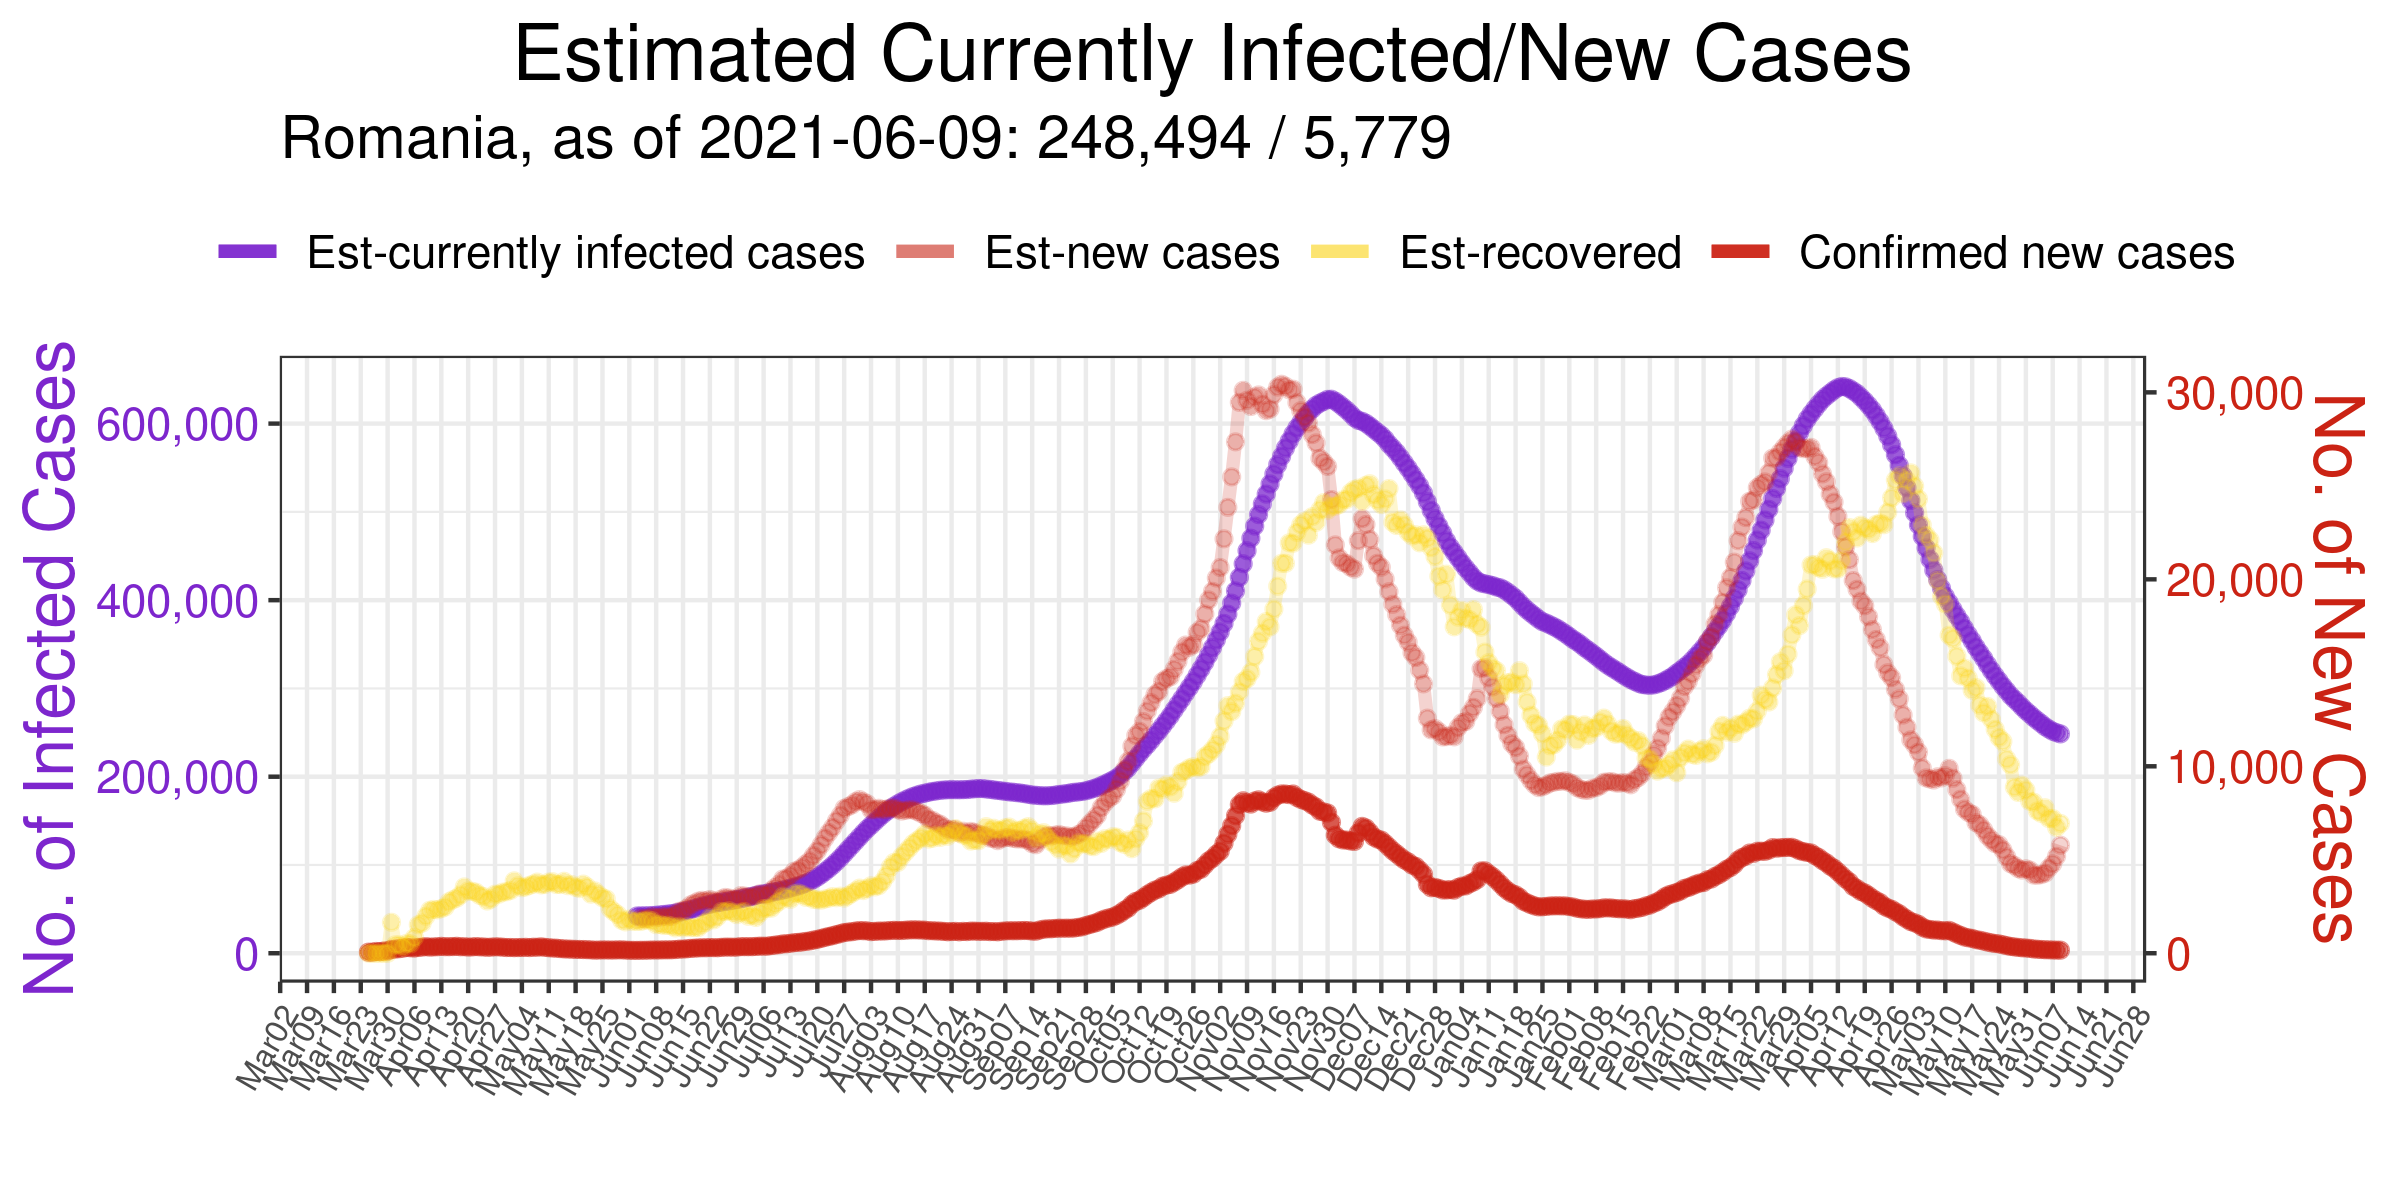 Estimated Currently Infected/New Cases
Romania, as of 2021-06-09: 248,494 / 5,779
Est-currently infected cases Est-new cases Est-recovered Confirmed new cases
No. of Infected Cases
600,000
400,000
200,000
0
30,000
20,000
10,000
0
No. of New Cases
Mar02
Mar09
Mar16
Mar23
Mar30
Apr06
Apr13
Apr20
Apr27
May04
May11
May18
May25
Jun01
Jun08
Jun15
Jun22
Jun29
Jul06
Jul13
Jul20
Jul27
Aug03
Aug10
Aug17
Aug24
Aug31
Sep07
Sep14
Sep21
Sep28
Oct05
Oct12
Oct19
Oct26
Nov02
Nov09
Nov16
Nov23
Nov30
Dec07
Dec14
Dec21
Dec28
Jan04
Jan11
Jan18
Jan25
Feb01
Feb08
Feb15
Feb22
Mar01
Mar08
Mar15
Mar22
Mar29
Apr05
Apr12
Apr19
Apr26
May03
May10
May17
May24
May31
Jun07
Jun14
Jun21
Jun28